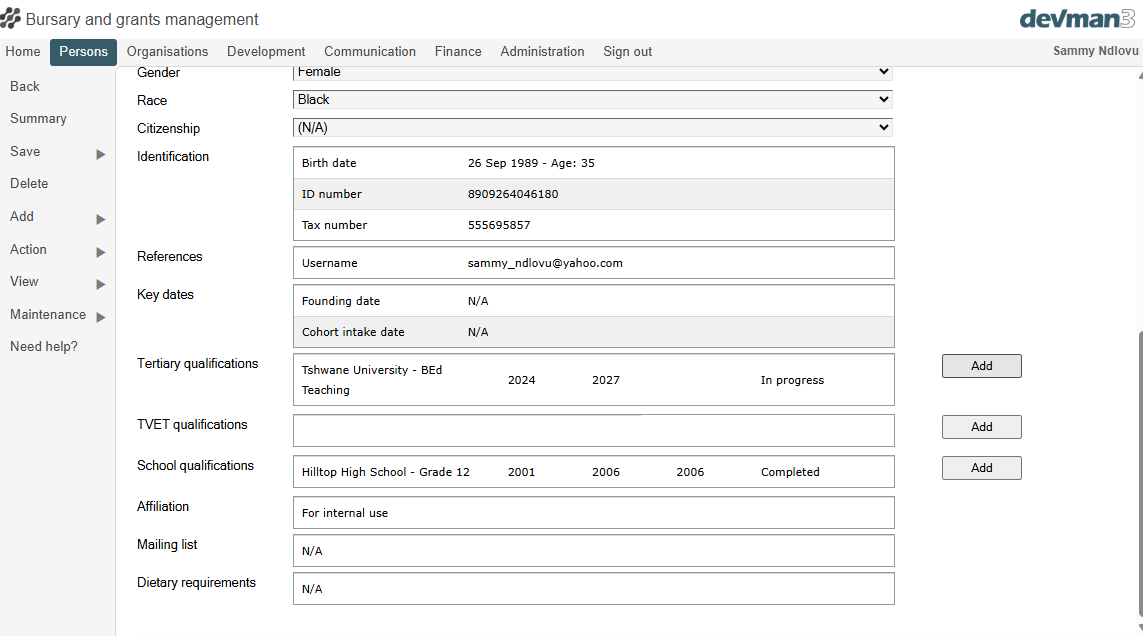 Bursary and grants management
devman3
Home Persons Organisations Development Communication Finance Administration Sign out Sammy Ndlovu
Back
Summary
Save
Delete
Add
Action
View
Maintenance
Need help?
Gender Female
Race Black
Citizenship (N/A)
Identification Birth date 26 Sep 1989 - Age: 35
ID number 8909264046180
Tax number 555695857
References Username sammy_ndlovu@yahoo.com
Key dates Founding date N/A
Cohort intake date N/A
Tertiary qualifications Tshwane University - BEd
Teaching 2024 2027 In progress Add
TVET qualifications Add
School qualifications Hilltop High School - Grade 12 2001 2006 2006 Completed Add
Affiliation For internal use
Mailing list N/A
Dietary requirements N/A